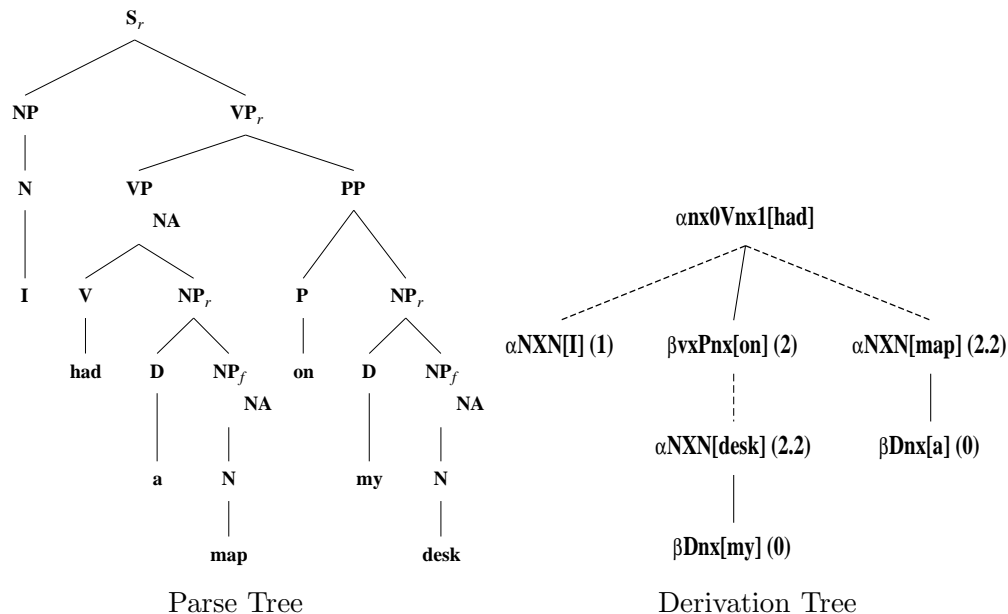 S_r
NP VP_r
N VP PP
NA
I V NP_r P NP_r
had D NP_f on D NP_f
NA NA
a N my N
map desk
Parse Tree
αnx0Vnx1[had]
αNXN[I] (1) βvxPnx[on] (2) αNXN[map] (2.2)
αNXN[desk] (2.2) βDnx[a] (0)
βDnx[my] (0)
Derivation Tree